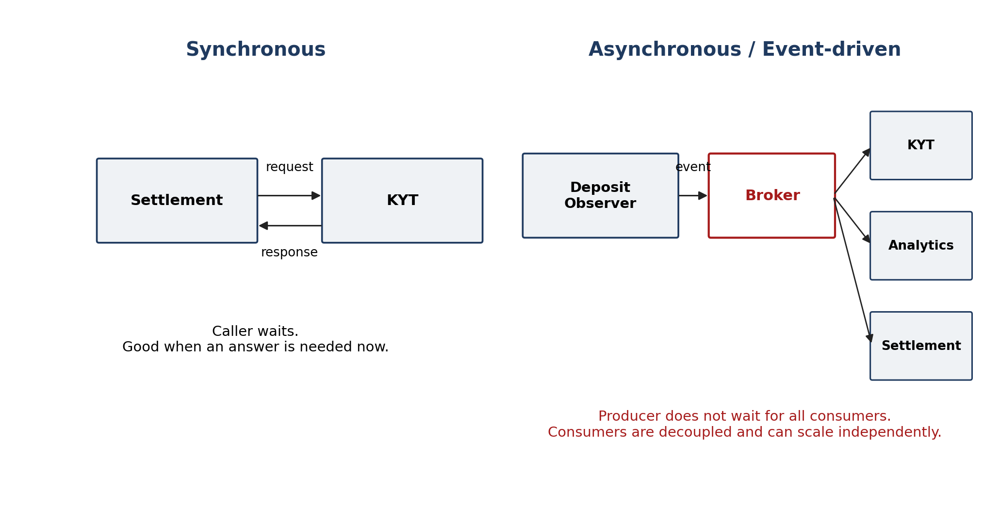 Synchronous
Settlement
request
KYT
response
Caller waits.
Good when an answer is needed now.
Asynchronous / Event-driven
Deposit
Observer
event
Broker
KYT
Analytics
Settlement
Producer does not wait for all consumers.
Consumers are decoupled and can scale independently.